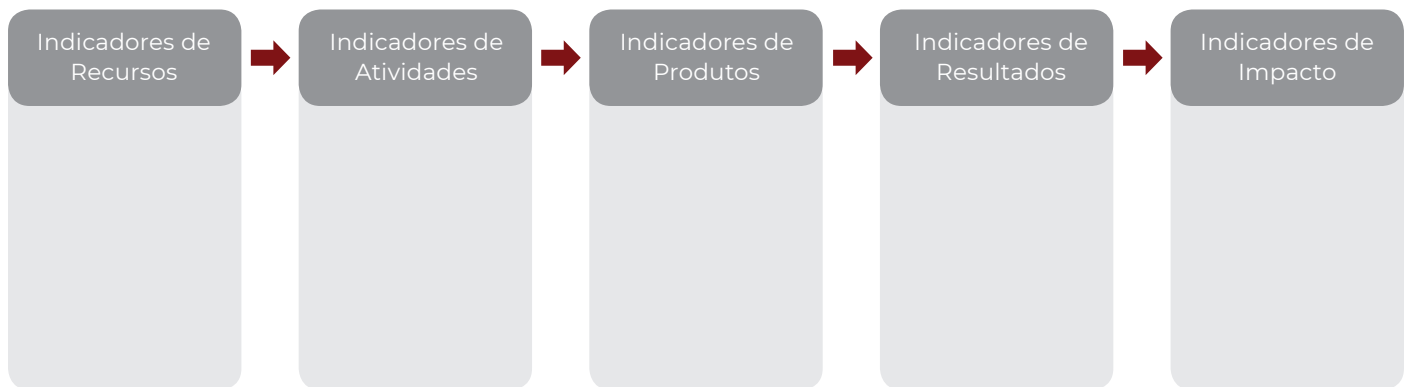 Indicadores de
Recursos
Indicadores de
Atividades
Indicadores de
Produtos
Indicadores de
Resultados
Indicadores de
Impacto